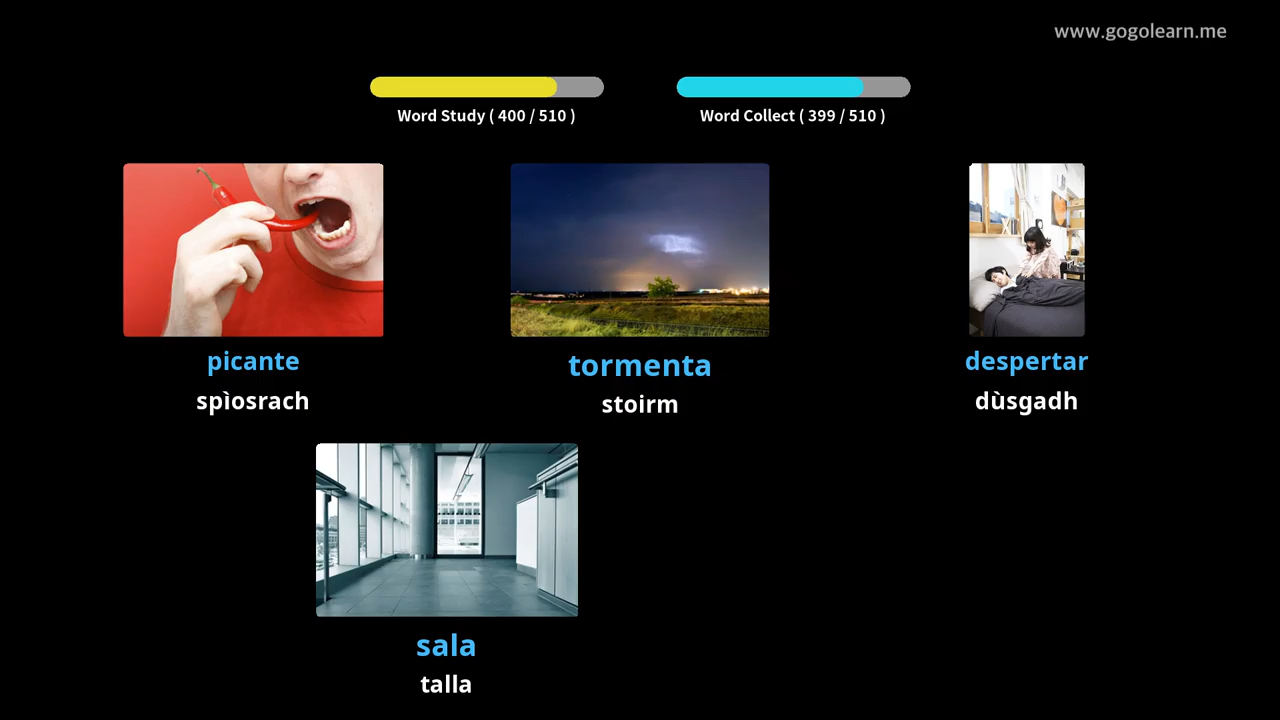 www.gogolearn.me
Word Study ( 400 / 510 )
Word Collect ( 399 / 510 )
picante
spìosrach
tormenta
stoirm
despertar
dùsgadh
sala
talla